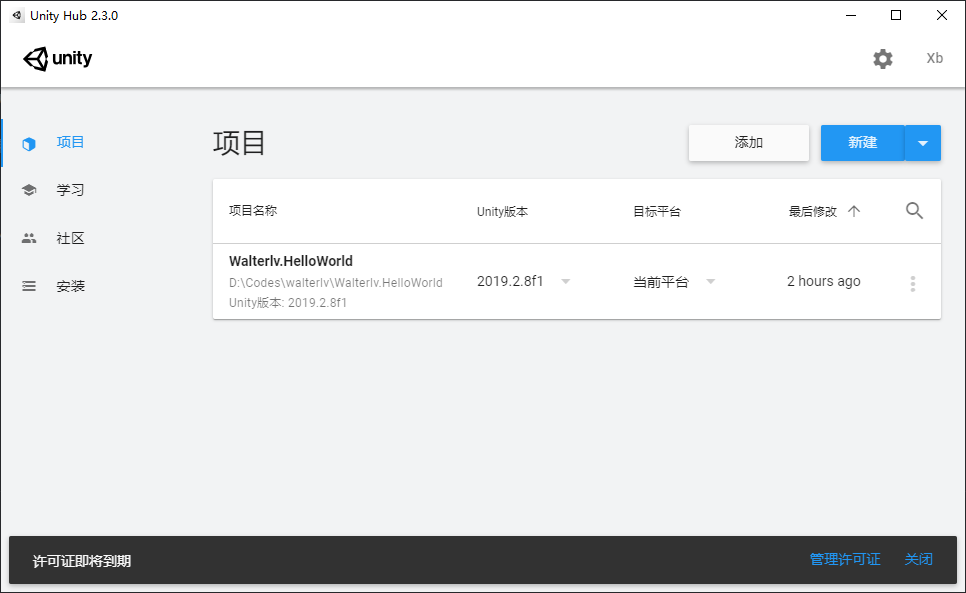 Unity Hub 2.3.0
unity
Xb
项目
学习
社区
安装
项目
添加
新建
项目名称
Unity版本
目标平台
最后修改
Walterlv.HelloWorld
D:\Codes\walterlv\Walterlv.HelloWorld
Unity版本: 2019.2.8f1
2019.2.8f1
当前平台
2 hours ago
许可证即将到期
管理许可证
关闭